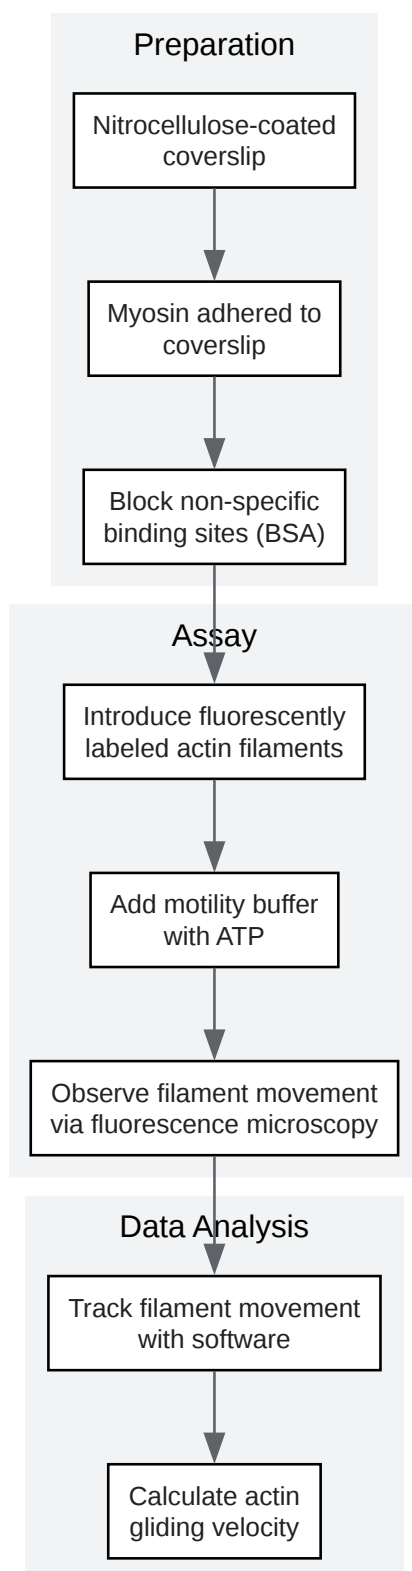 Preparation
Nitrocellulose-coated
coverslip
Myosin adhered to
coverslip
Block non-specific
binding sites (BSA)
Assay
Introduce fluorescently
labeled actin filaments
Add motility buffer
with ATP
Observe filament movement
via fluorescence microscopy
Data Analysis
Track filament movement
with software
Calculate actin
gliding velocity